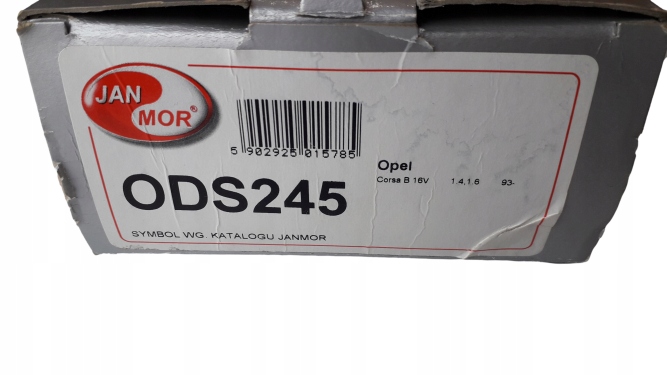 JAN
MOR®
5 902925 015785
Opel
Corsa B 16V 1.4,1.6 93-
ODS245
SYMBOL WG. KATALOGU JANMOR